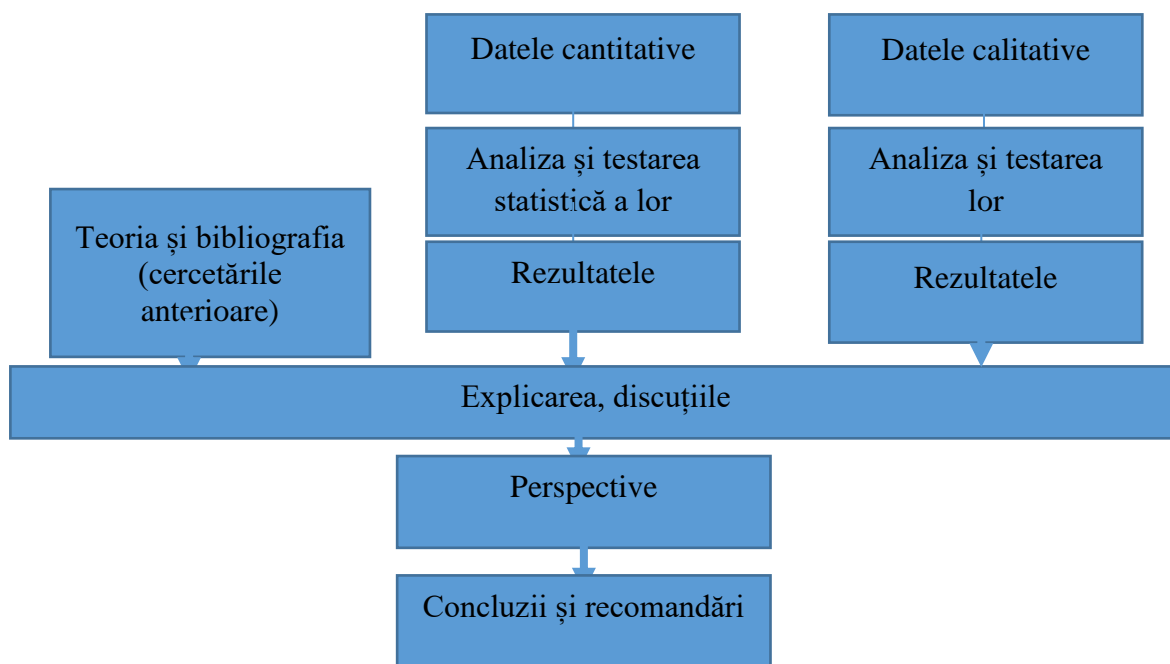 Datele cantitative
Datele calitative
Analiza și testarea
statistică a lor
Analiza și testarea
lor
Teoria și bibliografia
(cercetările
anterioare)
Rezultatele
Rezultatele
Explicarea, discuțiile
Perspective
Concluzii și recomandări